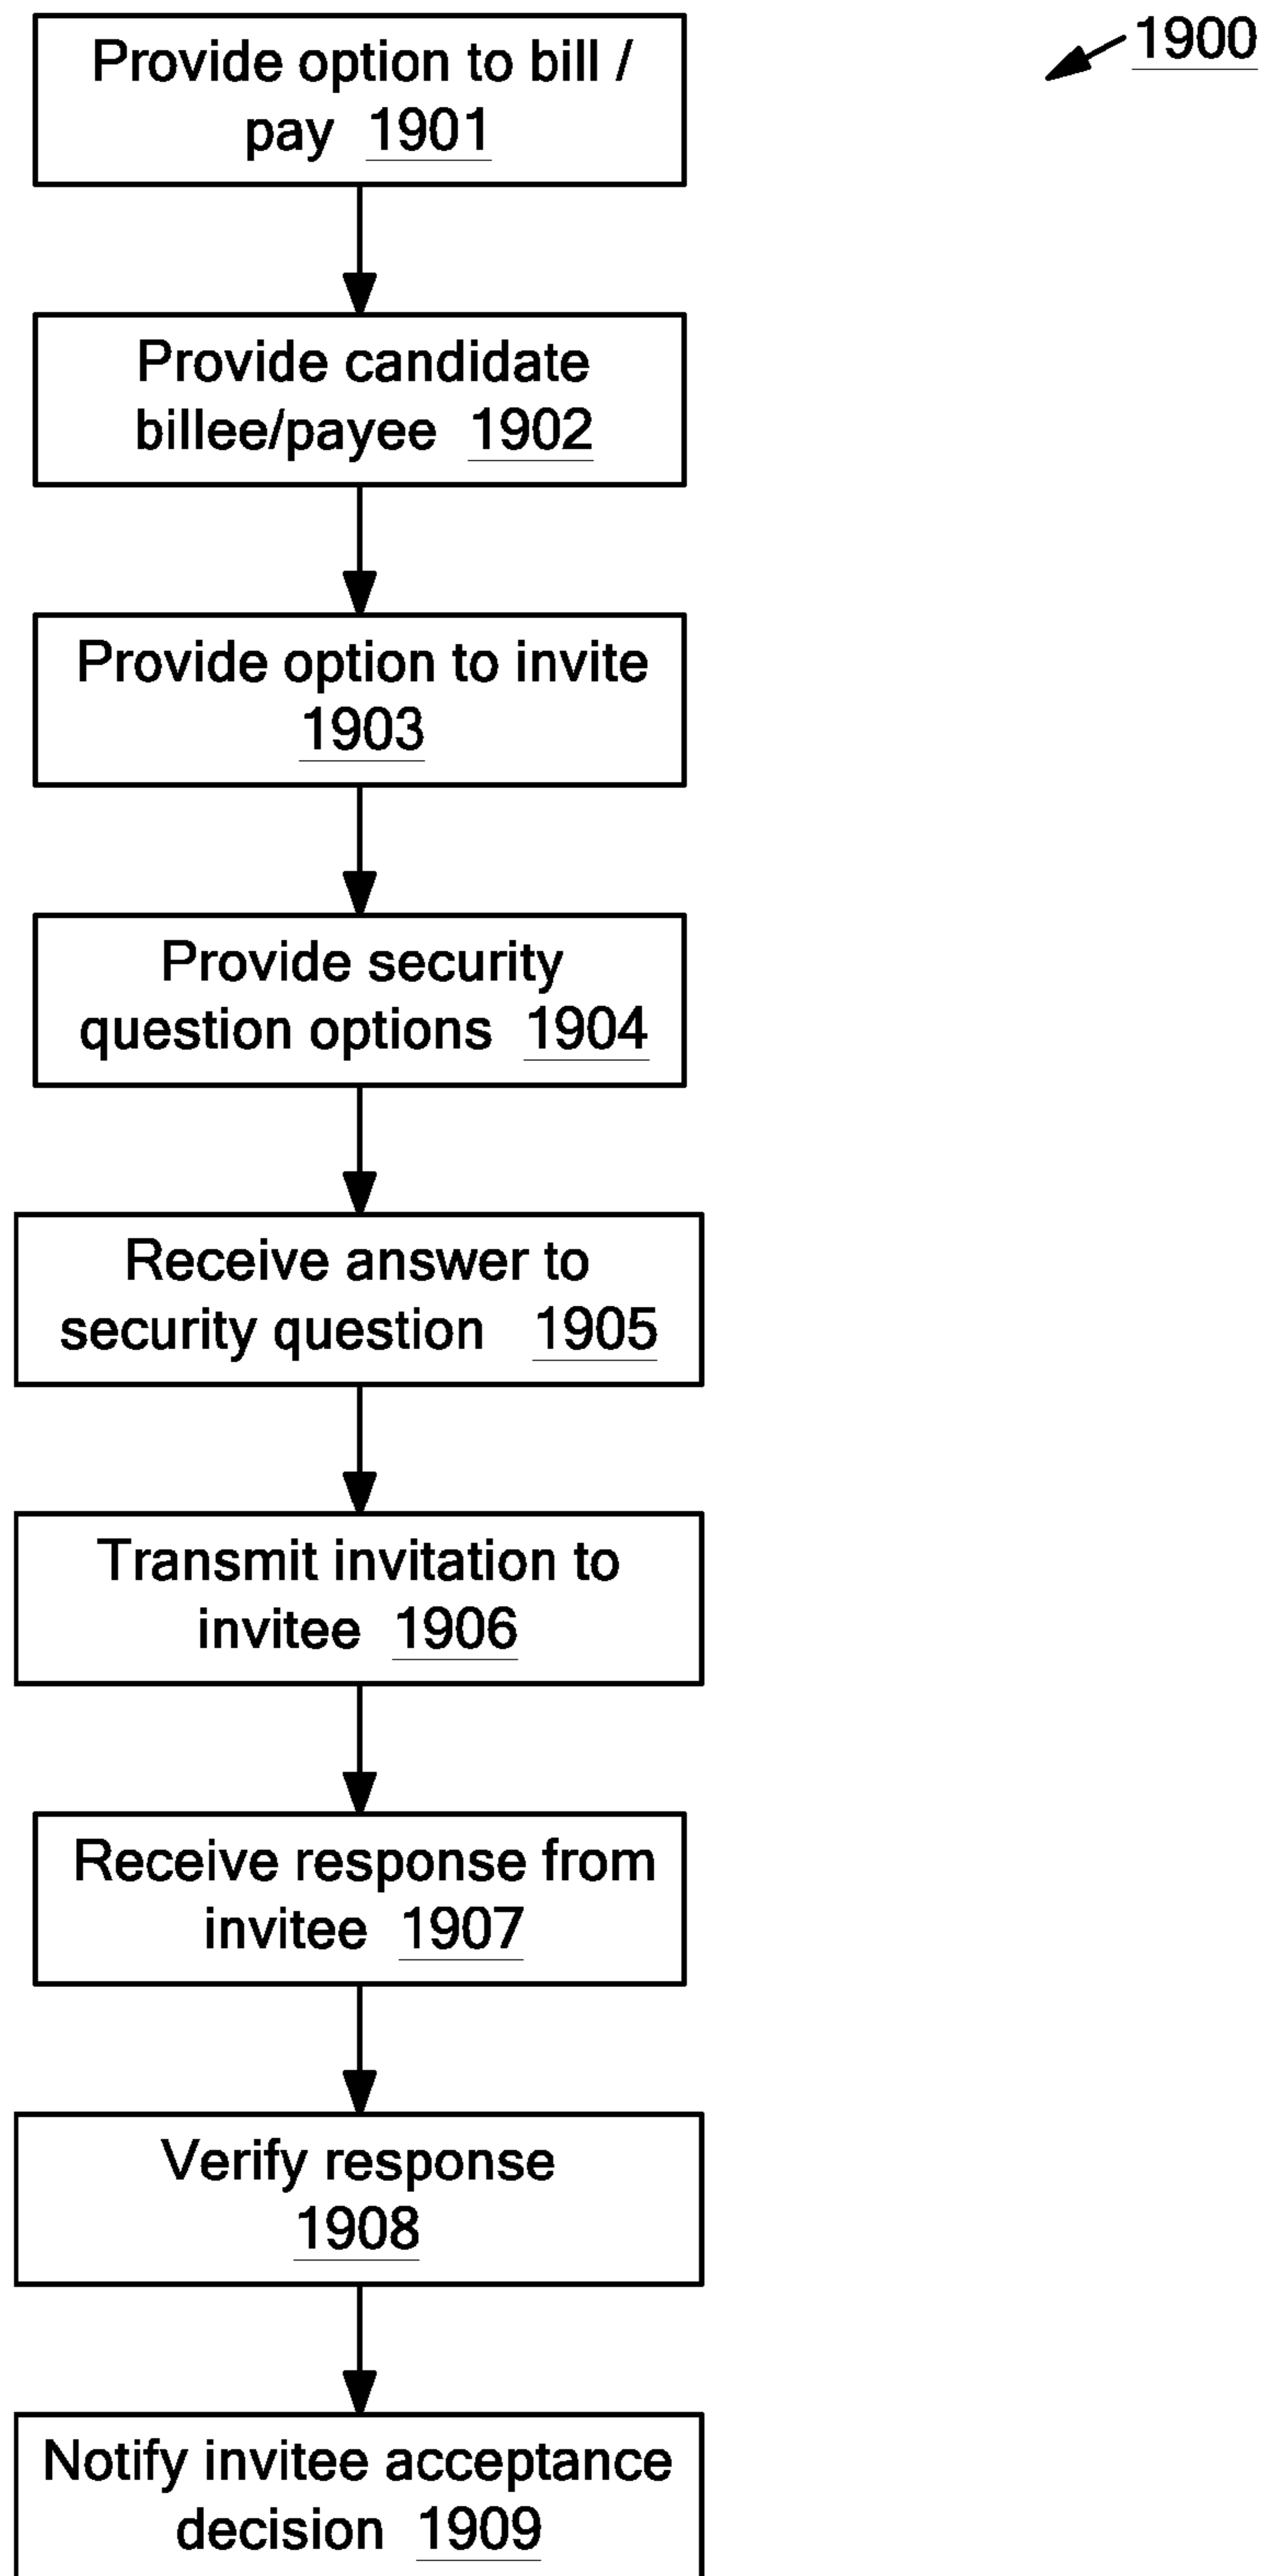 Provide option to bill /
pay 1901
1900
Provide candidate
billee/payee 1902
Provide option to invite
1903
Provide security
question options 1904
Receive answer to
security question 1905
Transmit invitation to
invitee 1906
Receive response from
invitee 1907
Verify response
1908
Notify invitee acceptance
decision 1909